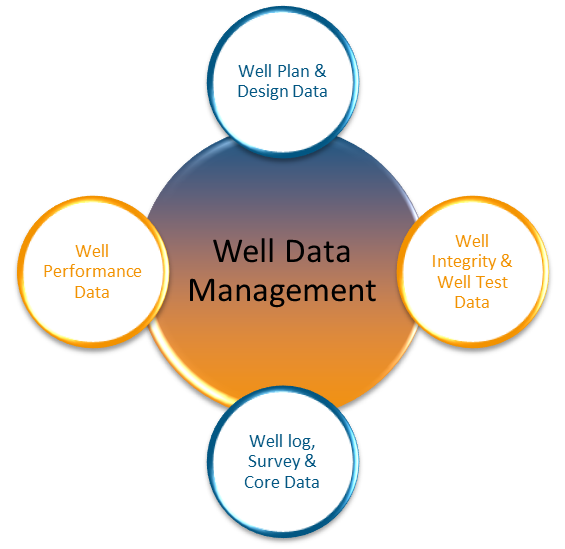 Well Plan &
Design Data
Well Data
Management
Well
Performance
Data
Well
Integrity &
Well Test
Data
Well log,
Survey &
Core Data